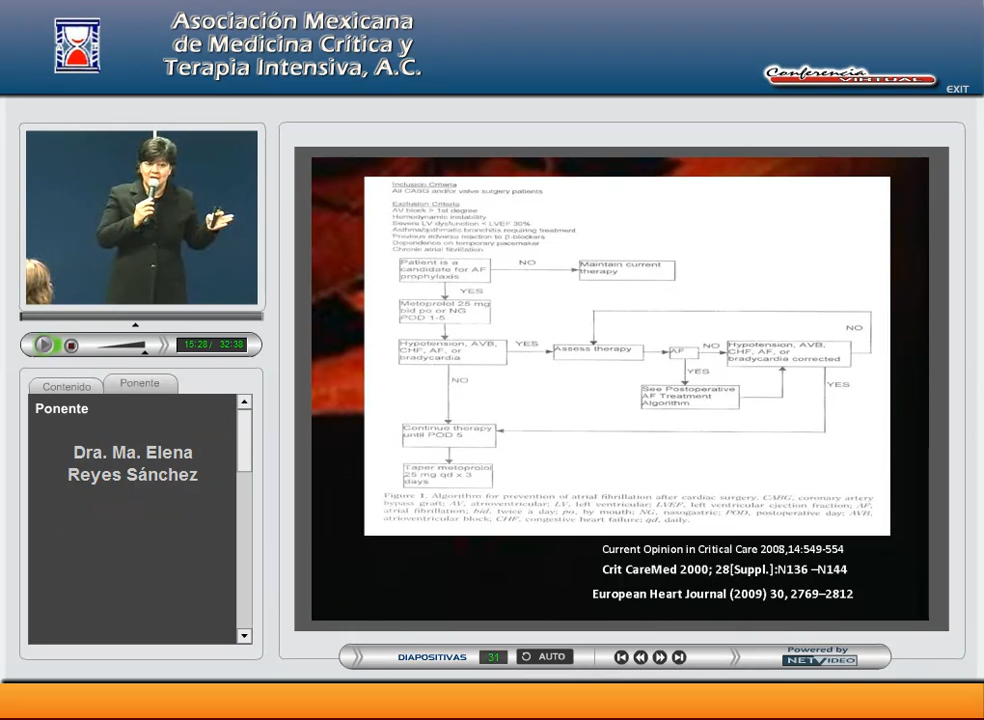 Asociación Mexicana
de Medicina Crítica y
Terapia Intensiva, A.C.
Conferencia
VIRTUAL
EXIT
15:28/ 32:38
Contenido
Ponente
Ponente
Dra. Ma. Elena
Reyes Sánchez
Inclusion Criteria
All CABG and/or valve surgery patients
Exclusion Criteria
AV block > 1st degree
Hemodynamic instability
Severe LV dysfunction < LVEF 30%
Asthma/asthmatic bronchitis requiring treatment
Previous adverse reaction to β-blockers
Dependence on temporary pacemaker
Chronic atrial fibrillation
Patient is a
candidate for AF
prophylaxis
NO
Maintain current
therapy
YES
Metoprolol 25 mg
bid po or NG
POD 1-5
Hypotension, AVB,
CHF, AF, or
bradycardia
YES
Assess therapy
AF
NO
Hypotension, AVB,
CHF, AF, or
bradycardia corrected
NO
YES
See Postoperative
AF Treatment
Algorithm
YES
NO
Continue therapy
until POD 5
Taper metoprolol
25 mg qd x 3
days
Figure 1. Algorithm for prevention of atrial fibrillation after cardiac surgery. CABG, coronary artery
bypass graft; AV, atrioventricular; LV, left ventricular; LVEF, left ventricular ejection fraction; AF,
atrial fibrillation; bid, twice a day; po, by mouth; NG, nasogastric; POD, postoperative day; AVB,
atrioventricular block; CHF, congestive heart failure; qd, daily.
Current Opinion in Critical Care 2008,14:549-554
Crit CareMed 2000; 28[Suppl.]:N136 –N144
European Heart Journal (2009) 30, 2769–2812
DIAPOSITIVAS
31
AUTO
Powered by
NETVIDEO